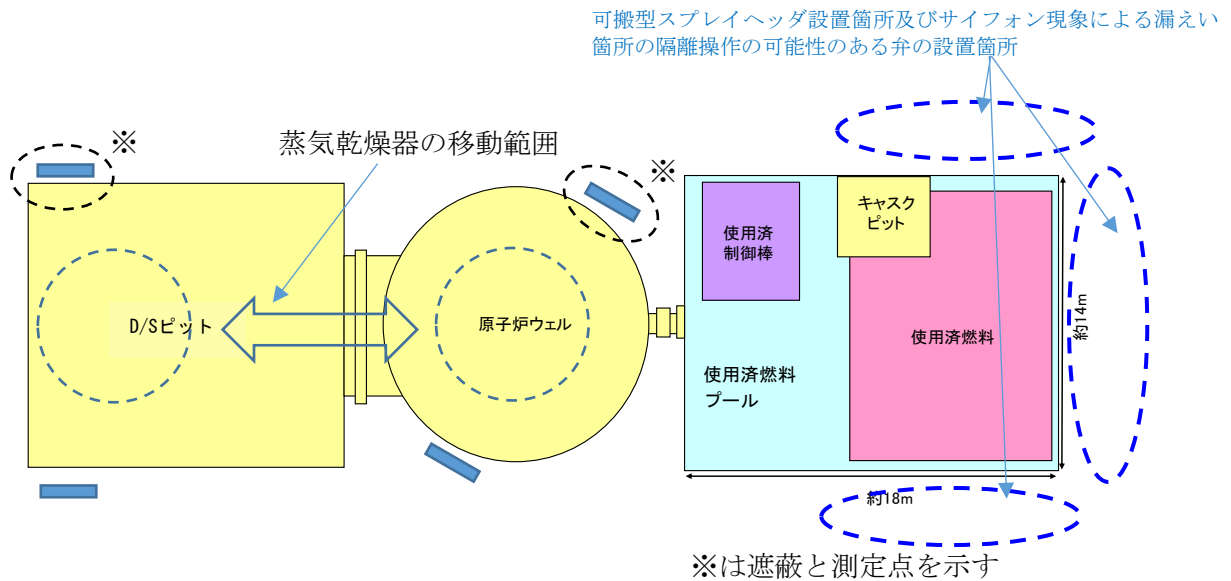 可搬型スプレイヘッダ設置箇所及びサイフォン現象による漏えい
箇所の隔離操作の可能性のある弁の設置箇所
※
蒸気乾燥器の移動範囲
※
使用済
制御棒
キャスク
ピット
D/Sピット
原子炉ウェル
使用済燃料
使用済燃料
プール
約14m
約18m
※は遮蔽と測定点を示す